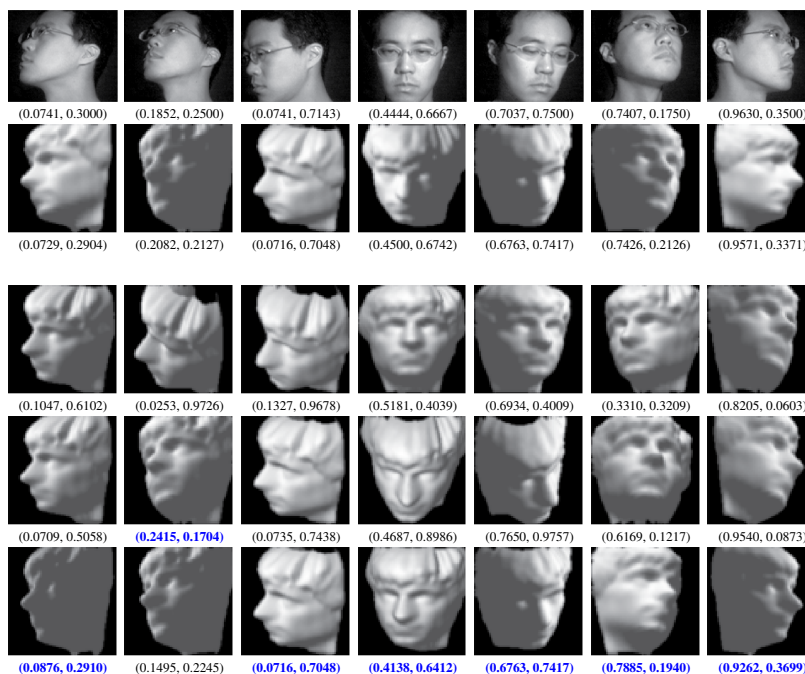 (0.0741, 0.3000) (0.1852, 0.2500) (0.0741, 0.7143) (0.4444, 0.6667) (0.7037, 0.7500) (0.7407, 0.1750) (0.9630, 0.3500)
(0.0729, 0.2904) (0.2082, 0.2127) (0.0716, 0.7048) (0.4500, 0.6742) (0.6763, 0.7417) (0.7426, 0.2126) (0.9571, 0.3371)
(0.1047, 0.6102) (0.0253, 0.9726) (0.1327, 0.9678) (0.5181, 0.4039) (0.6934, 0.4009) (0.3310, 0.3209) (0.8205, 0.0603)
(0.0709, 0.5058) (0.2415, 0.1704) (0.0735, 0.7438) (0.4687, 0.8986) (0.7650, 0.9757) (0.6169, 0.1217) (0.9540, 0.0873)
(0.0876, 0.2910) (0.1495, 0.2245) (0.0716, 0.7048) (0.4138, 0.6412) (0.6763, 0.7417) (0.7885, 0.1940) (0.9262, 0.3699)